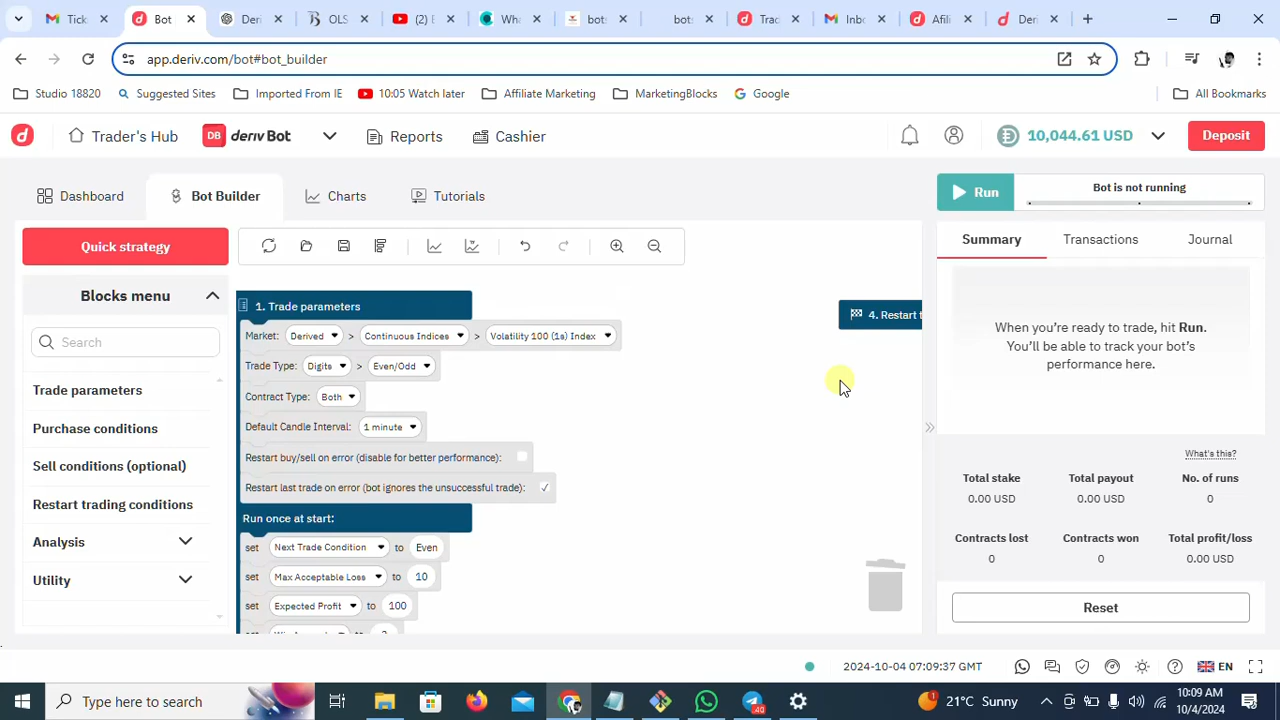 Tick
Bot
Deri
OLS
(2) E
Wha
bots
bots
Trac
Inbc
Afili
Deri
app.deriv.com/bot#bot_builder
Studio 18820
Suggested Sites
Imported From IE
10:05 Watch later
Affiliate Marketing
MarketingBlocks
Google
All Bookmarks
Trader's Hub
DB
deriv Bot
Reports
Cashier
10,044.61 USD
Deposit
Dashboard
Bot Builder
Charts
Tutorials
Run
Bot is not running
Quick strategy
Summary
Transactions
Journal
Blocks menu
Search
Trade parameters
Purchase conditions
Sell conditions (optional)
Restart trading conditions
Analysis
Utility
1. Trade parameters
Market: Derived > Continuous Indices > Volatility 100 (1s) Index
Trade Type: Digits > Even/Odd
Contract Type: Both
Default Candle Interval: 1 minute
Restart buy/sell on error (disable for better performance):
Restart last trade on error (bot ignores the unsuccessful trade): ✓
Run once at start:
set Next Trade Condition to Even
set Max Acceptable Loss to 10
set Expected Profit to 100
4. Restart t
When you're ready to trade, hit Run.
You'll be able to track your bot's
performance here.
What's this?
Total stake
0.00 USD
Total payout
0.00 USD
No. of runs
0
Contracts lost
0
Contracts won
0
Total profit/loss
0.00 USD
Reset
2024-10-04 07:09:37 GMT
EN
Type here to search
40
1
21°C Sunny
10:09 AM
10/4/2024